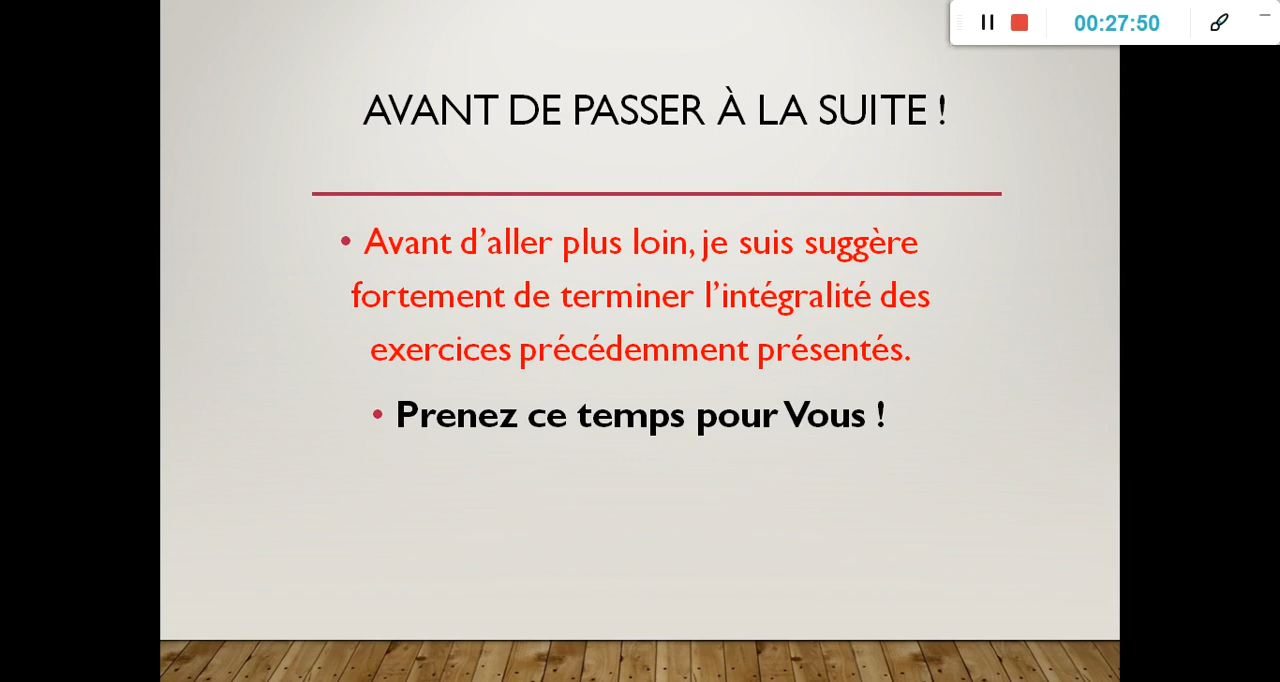 00:27:50
AVANT DE PASSER À LA SUITE !
• Avant d’aller plus loin, je suis suggère
fortement de terminer l’intégralité des
exercices précédemment présentés.
• Prenez ce temps pour Vous !